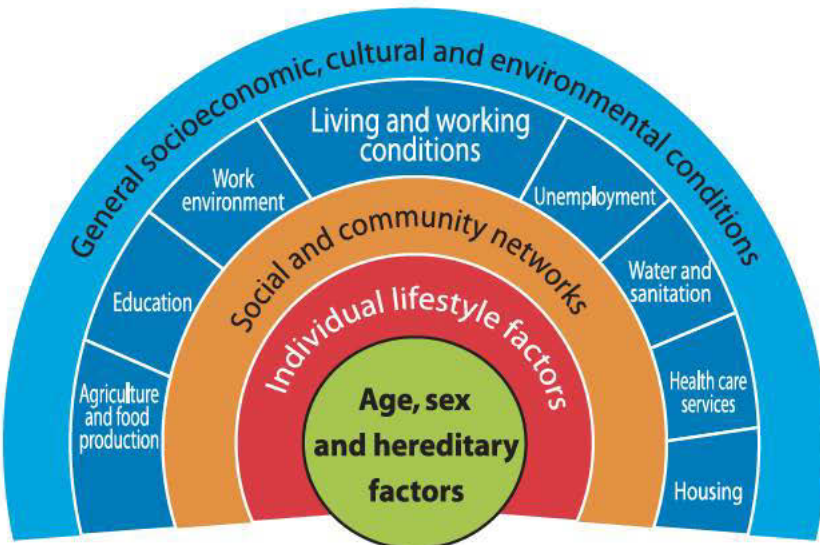 General socioeconomic, cultural and environmental conditions
Living and working
conditions
Work
environment
Unemployment
Education
Water and
sanitation
Agriculture
and food
production
Health care
services
Housing
Social and community networks
Individual lifestyle factors
Age, sex
and hereditary
factors